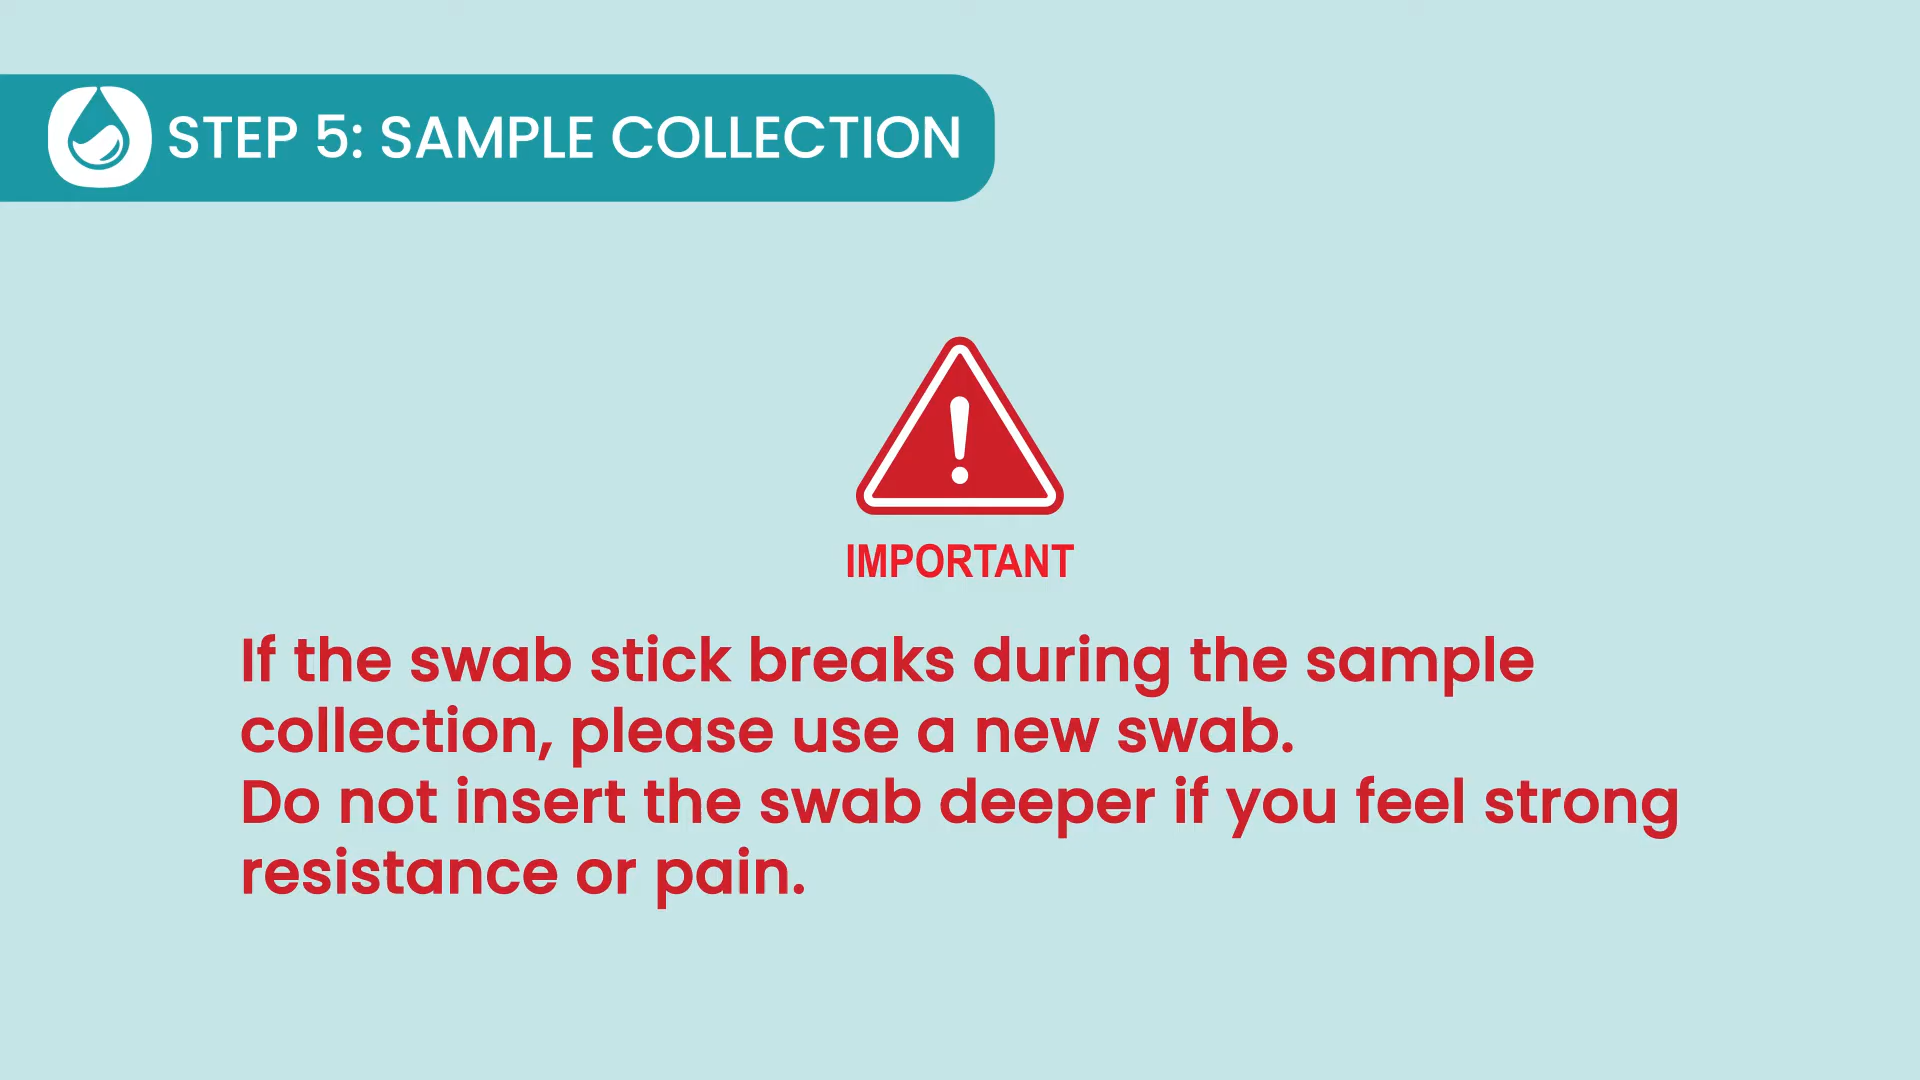 STEP 5: SAMPLE COLLECTION
IMPORTANT
If the swab stick breaks during the sample
collection, please use a new swab.
Do not insert the swab deeper if you feel strong
resistance or pain.